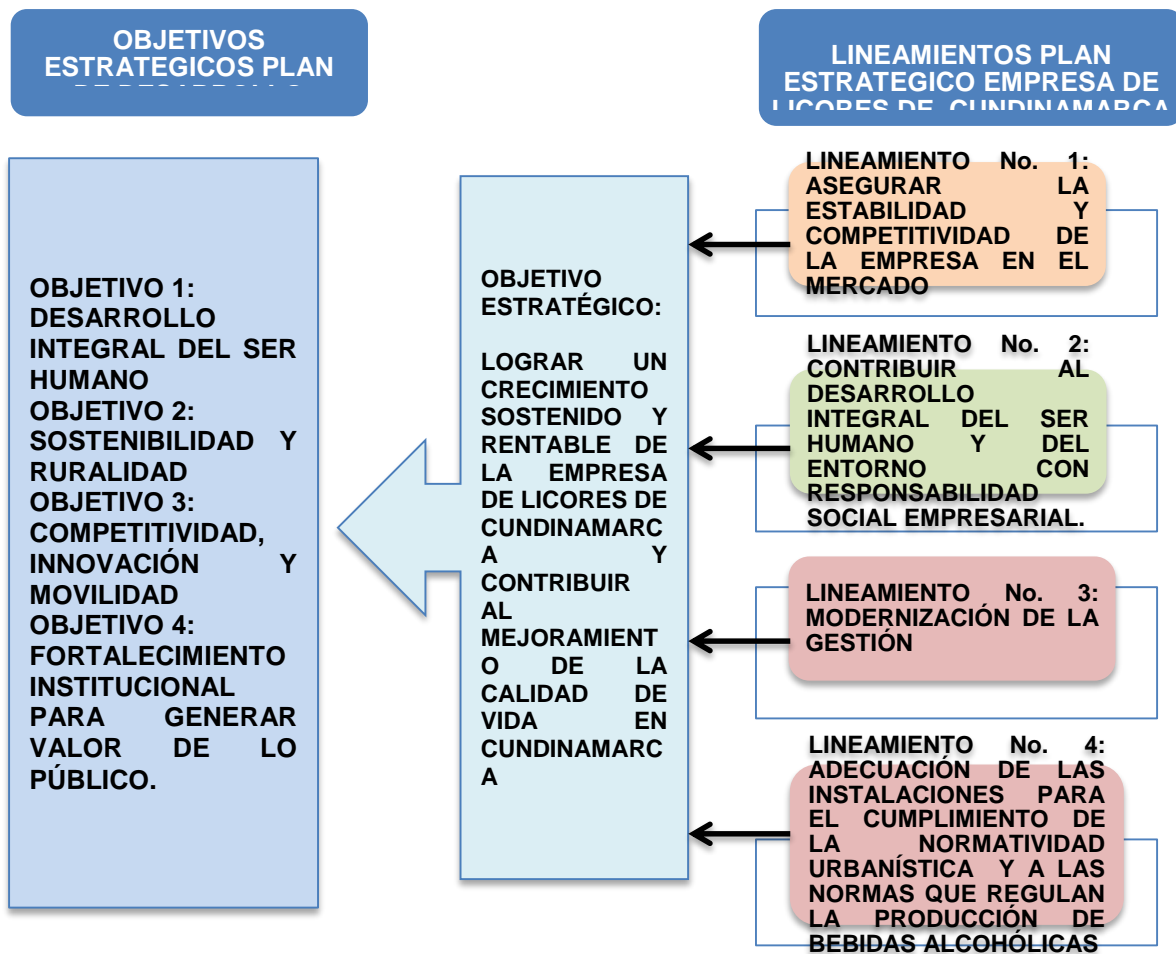 OBJETIVOS
ESTRATEGICOS PLAN
LINEAMIENTOS PLAN
ESTRATEGICO EMPRESA DE
LICORES DE CUNDINAMARCA
OBJETIVO 1:
DESARROLLO
INTEGRAL DEL SER
HUMANO
OBJETIVO 2:
SOSTENIBILIDAD Y
RURALIDAD
OBJETIVO 3:
COMPETITIVIDAD,
INNOVACIÓN Y
MOVILIDAD
OBJETIVO 4:
FORTALECIMIENTO
INSTITUCIONAL
PARA GENERAR
VALOR DE LO
PÚBLICO.
OBJETIVO
ESTRATÉGICO:
LOGRAR UN
CRECIMIENTO
SOSTENIDO Y
RENTABLE DE
LA EMPRESA
DE LICORES DE
CUNDINAMARC
A Y
CONTRIBUIR
AL
MEJORAMIENT
O DE LA
CALIDAD DE
VIDA EN
CUNDINAMARC
A
LINEAMIENTO No. 1:
ASEGURAR LA
ESTABILIDAD Y
COMPETITIVIDAD DE
LA EMPRESA EN EL
MERCADO
LINEAMIENTO No. 2:
CONTRIBUIR AL
DESARROLLO
INTEGRAL DEL SER
HUMANO Y DEL
ENTORNO CON
RESPONSABILIDAD
SOCIAL EMPRESARIAL.
LINEAMIENTO No. 3:
MODERNIZACIÓN DE LA
GESTIÓN
LINEAMIENTO No. 4:
ADECUACIÓN DE LAS
INSTALACIONES PARA
EL CUMPLIMIENTO DE
LA NORMATIVIDAD
URBANÍSTICA Y A LAS
NORMAS QUE REGULAN
LA PRODUCCIÓN DE
BEBIDAS ALCOHÓLICAS